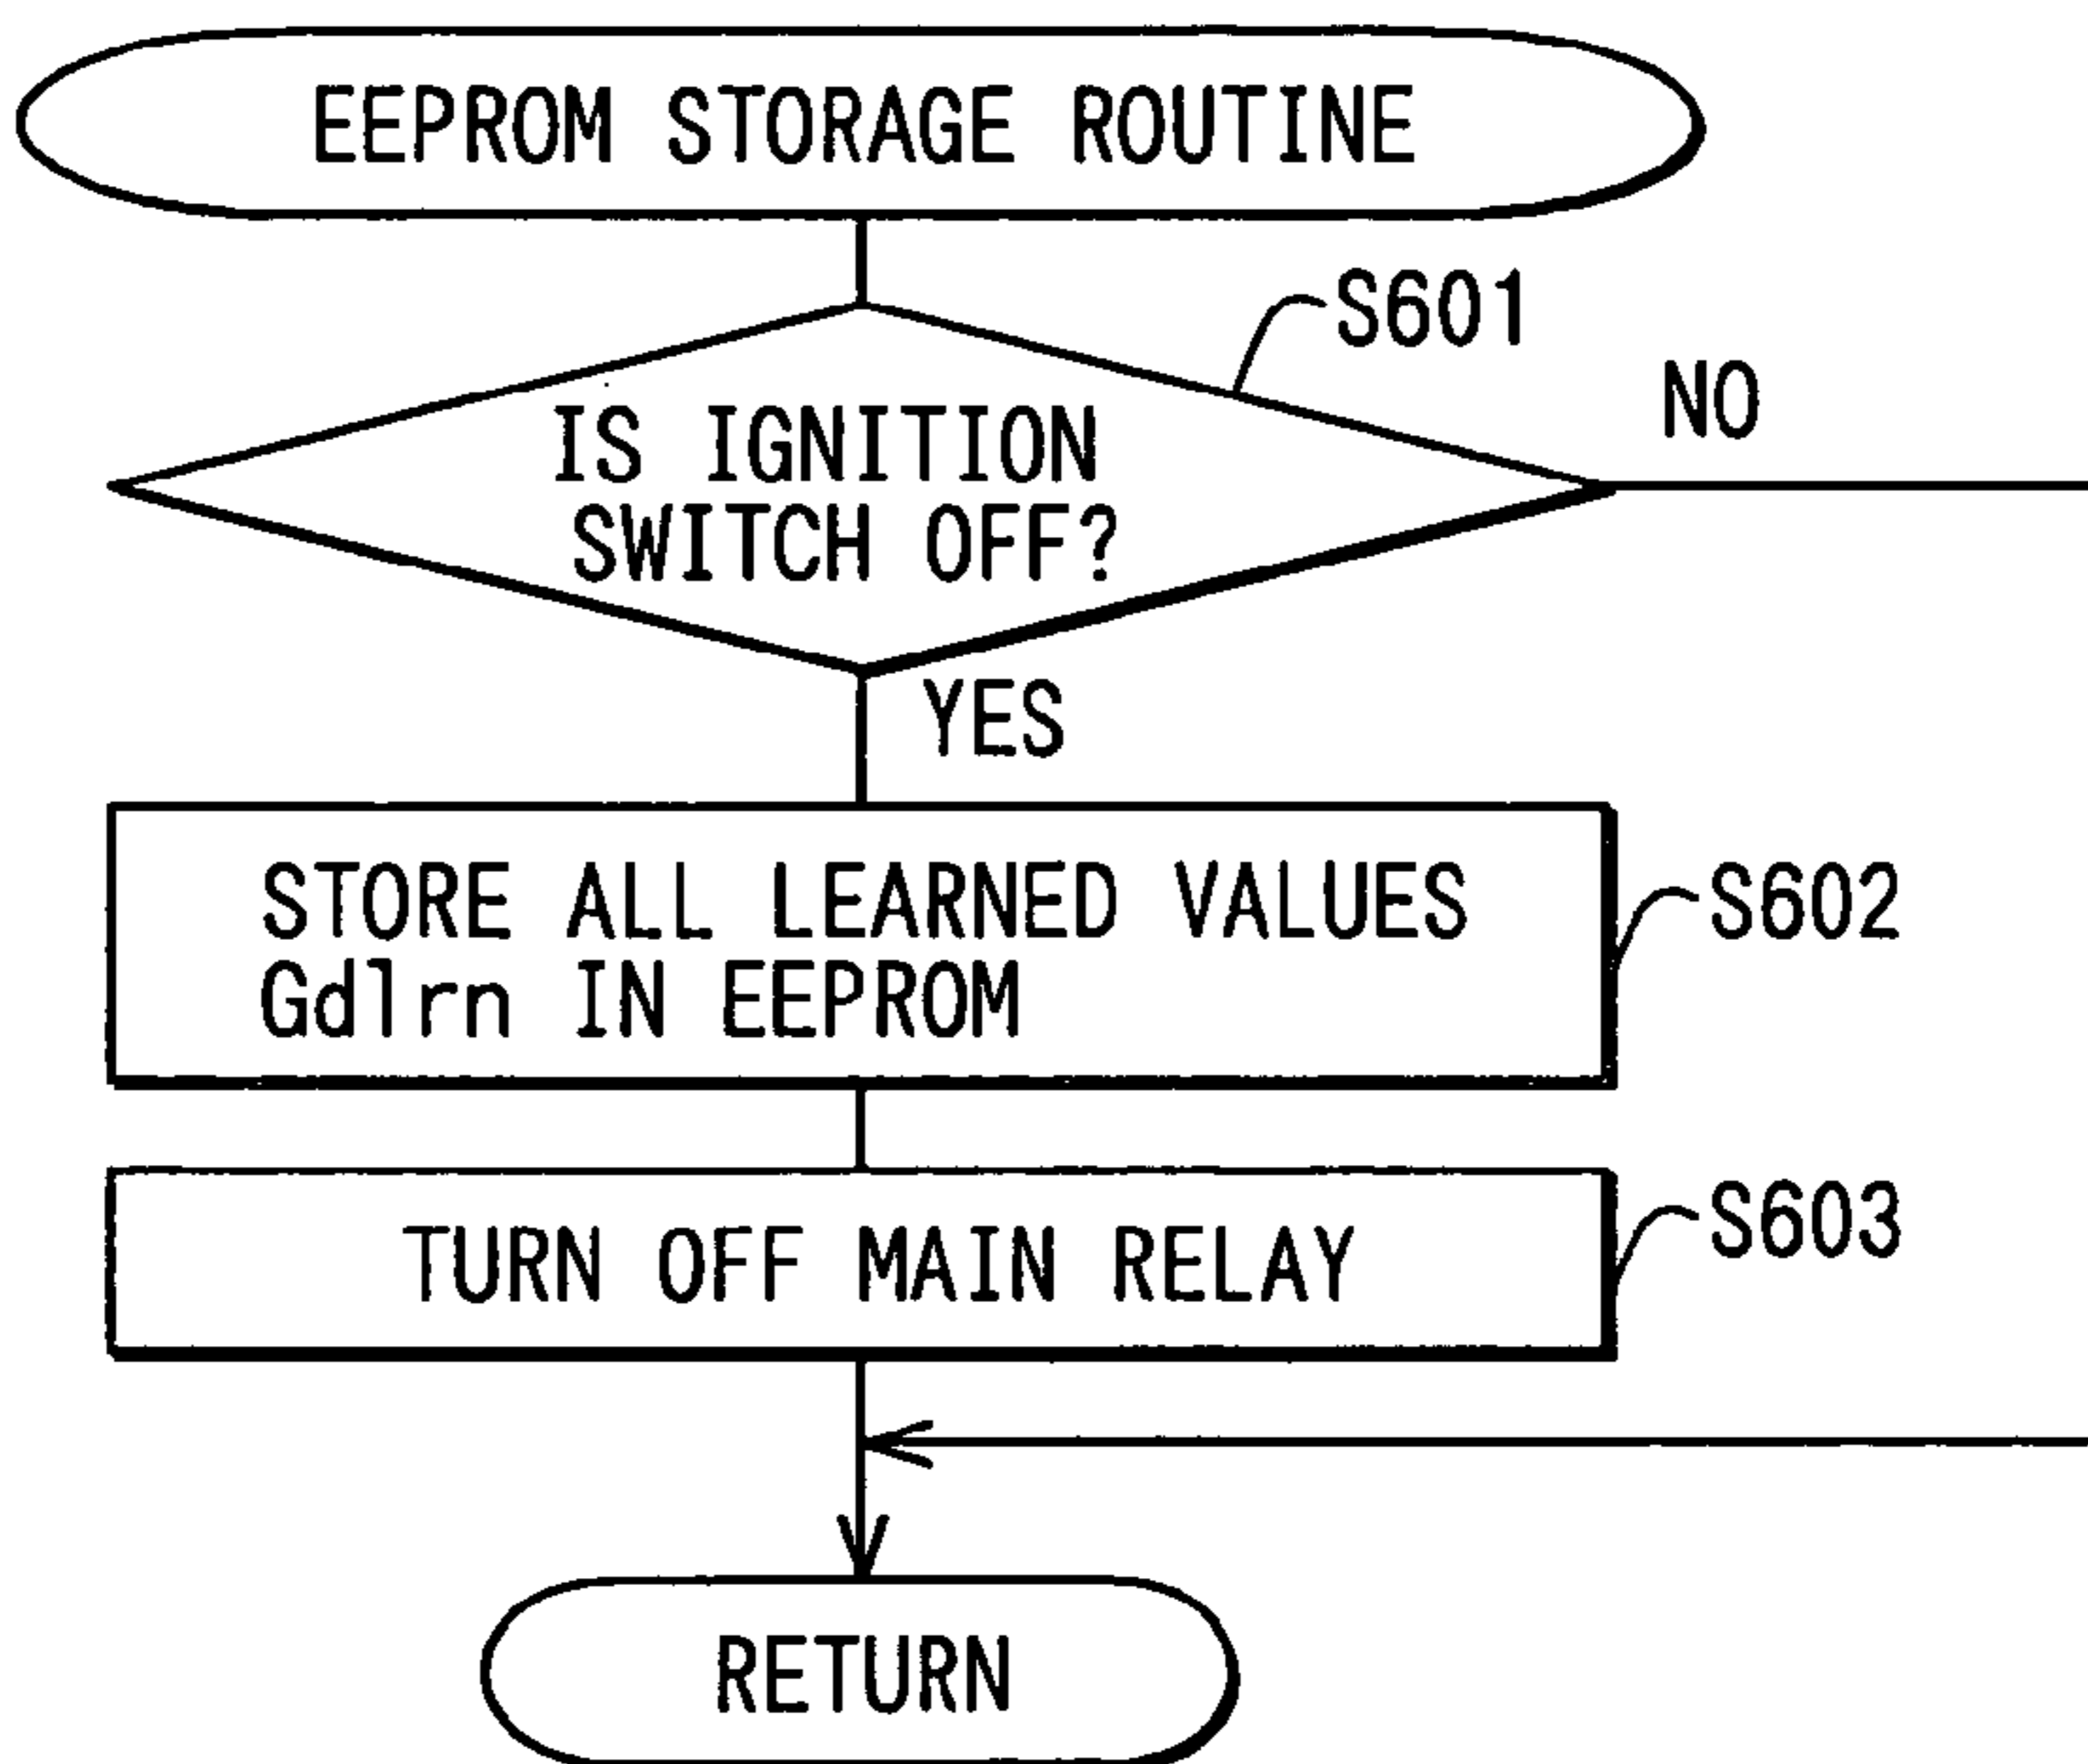 EEPROM STORAGE ROUTINE
S601
NO
IS IGNITION
SWITCH OFF?
YES
STORE ALL LEARNED VALUES
Gdlrn IN EEPROM
S602
TURN OFF MAIN RELAY
S603
RETURN